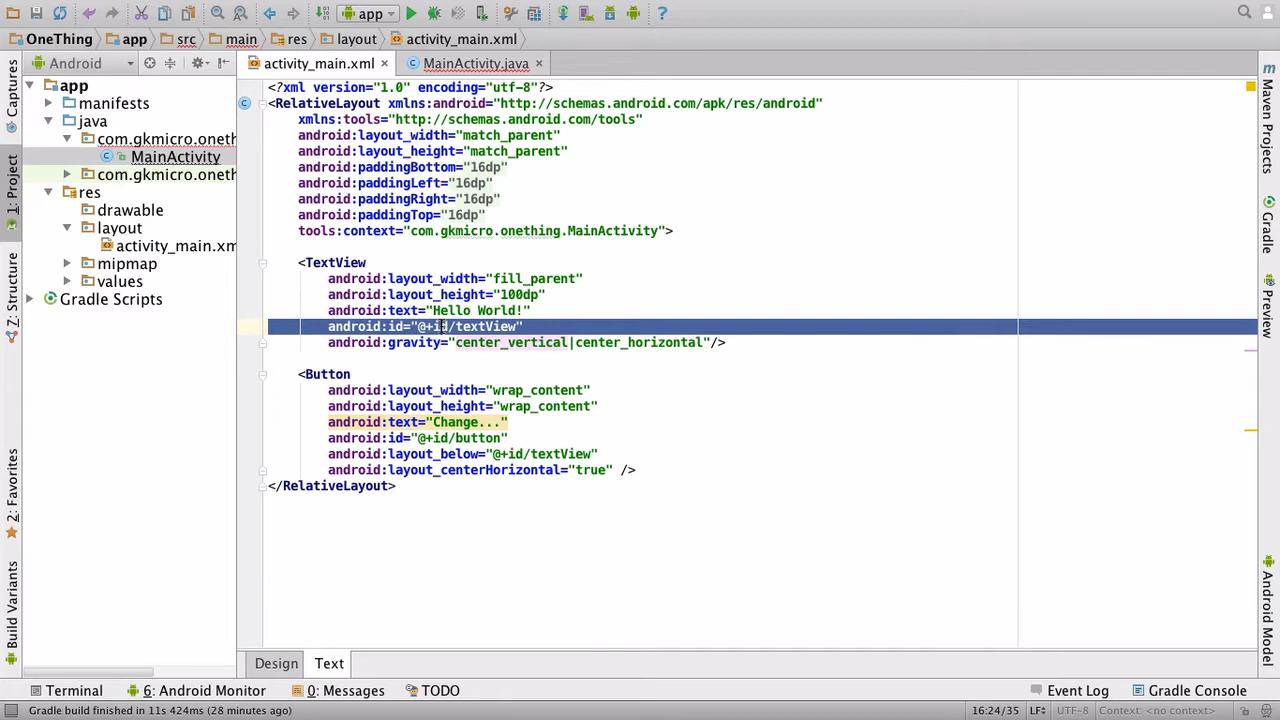 app
OneThing app src main res layout activity_main.xml
Android
activity_main.xml MainActivity.java
app
manifests
java
com.gkmicro.oneth
MainActivity
com.gkmicro.oneth
res
drawable
layout
activity_main.xm
mipmap
values
Gradle Scripts
Captures
1: Project
Z: Structure
2: Favorites
Build Variants
<?xml version="1.0" encoding="utf-8"?>
<RelativeLayout xmlns:android="http://schemas.android.com/apk/res/android"
xmlns:tools="http://schemas.android.com/tools"
android:layout_width="match_parent"
android:layout_height="match_parent"
android:paddingBottom="16dp"
android:paddingLeft="16dp"
android:paddingRight="16dp"
android:paddingTop="16dp"
tools:context="com.gkmicro.onething.MainActivity">
<TextView
android:layout_width="fill_parent"
android:layout_height="100dp"
android:text="Hello World!"
android:id="@+id/textView"
android:gravity="center_vertical|center_horizontal"/>
<Button
android:layout_width="wrap_content"
android:layout_height="wrap_content"
android:text="Change..."
android:id="@+id/button"
android:layout_below="@+id/textView"
android:layout_centerHorizontal="true" />
</RelativeLayout>
Maven Projects
Gradle
Preview
Android Model
Design Text
Terminal 6: Android Monitor 0: Messages TODO Event Log Gradle Console
Gradle build finished in 11s 424ms (28 minutes ago) 16:24/35 LF÷ UTF-8 Context: <no context>